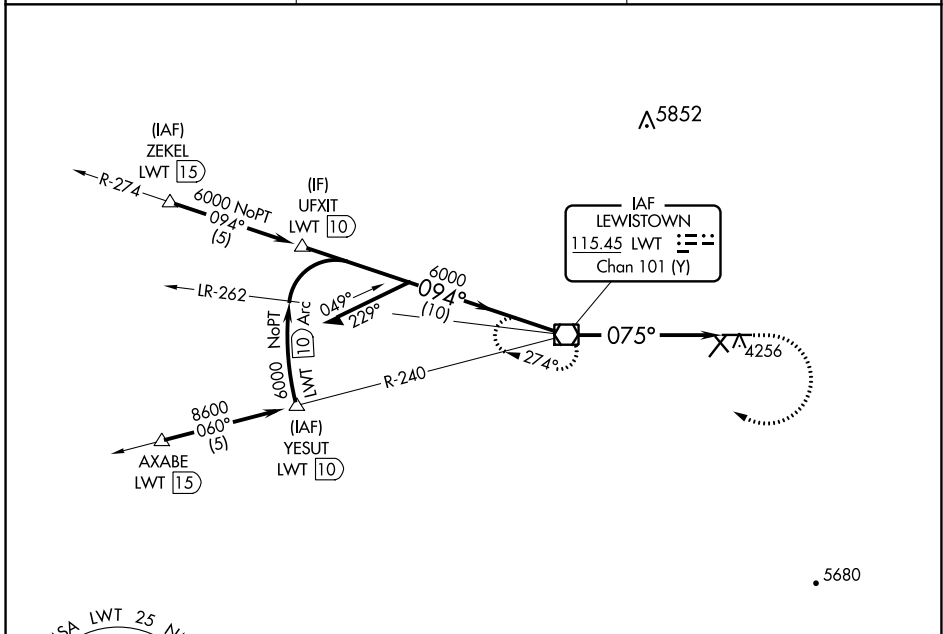 5852
(IAF)
ZEKEL
LWT 15
R-274
6000 NoPT
094°
(5)
(IF)
UFXIT
LWT 10
IAF
LEWISTOWN
115.45 LWT
Chan 101 (Y)
LR-262
049°
229°
6000
094°
(10)
6000 NoPT
LWT 10 Arc
075°
4256
274°
R-240
8600
060°
(5)
(IAF)
YESUT
LWT 10
AXABE
LWT 15
5680
LWT 25